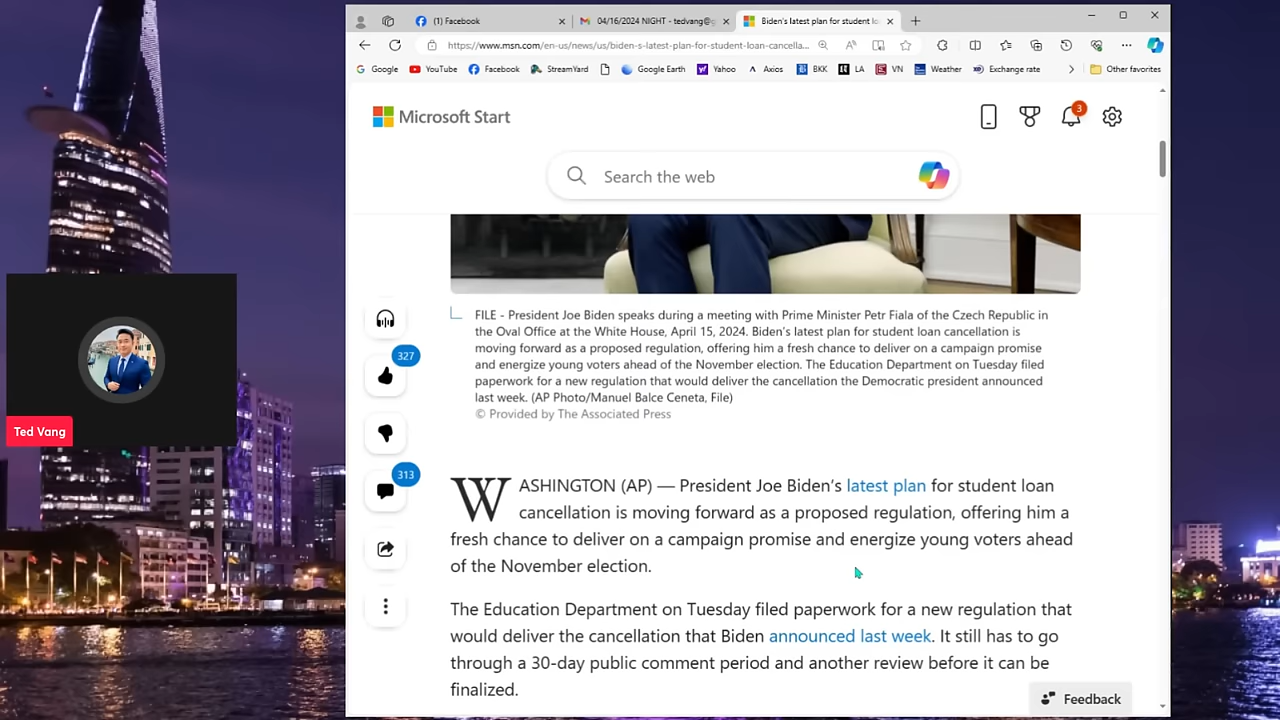 (1) Facebook
04/16/2024 NIGHT - tedvang@g
Biden's latest plan for student lo
https://www.msn.com/en-us/news/us/biden-s-latest-plan-for-student-loan-cancella...
Google YouTube Facebook StreamYard Google Earth Yahoo Axios BKK LA VN Weather Exchange rate Other favorites
Microsoft Start
3
Search the web
FILE - President Joe Biden speaks during a meeting with Prime Minister Petr Fiala of the Czech Republic in
the Oval Office at the White House, April 15, 2024. Biden's latest plan for student loan cancellation is
moving forward as a proposed regulation, offering him a fresh chance to deliver on a campaign promise
and energize young voters ahead of the November election. The Education Department on Tuesday filed
paperwork for a new regulation that would deliver the cancellation the Democratic president announced
last week. (AP Photo/Manuel Balce Ceneta, File)
© Provided by The Associated Press
327
313
Ted Vang
WASHINGTON (AP) — President Joe Biden's latest plan for student loan
cancellation is moving forward as a proposed regulation, offering him a
fresh chance to deliver on a campaign promise and energize young voters ahead
of the November election.
The Education Department on Tuesday filed paperwork for a new regulation that
would deliver the cancellation that Biden announced last week. It still has to go
through a 30-day public comment period and another review before it can be
finalized.
Feedback